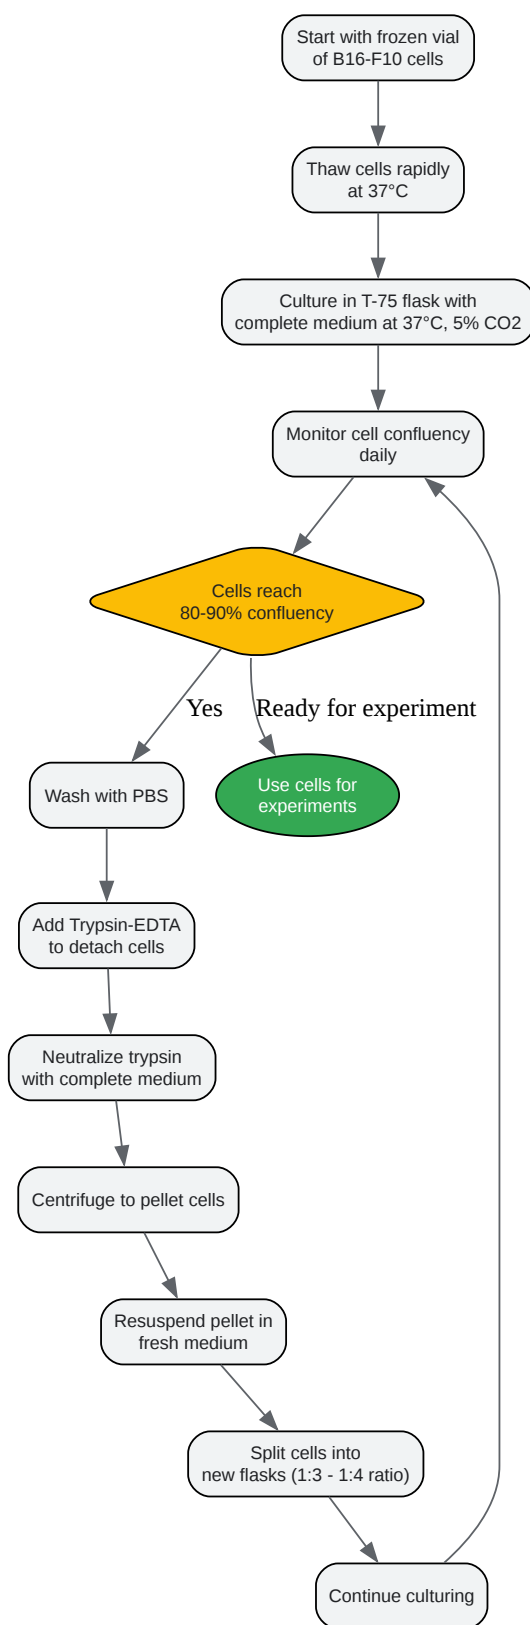 Start with frozen vial
of B16-F10 cells
Thaw cells rapidly
at 37°C
Culture in T-75 flask with
complete medium at 37°C, 5% CO2
Monitor cell confluency
daily
Cells reach
80-90% confluency
Yes
Ready for experiment
Wash with PBS
Use cells for
experiments
Add Trypsin-EDTA
to detach cells
Neutralize trypsin
with complete medium
Centrifuge to pellet cells
Resuspend pellet in
fresh medium
Split cells into
new flasks (1:3 - 1:4 ratio)
Continue culturing